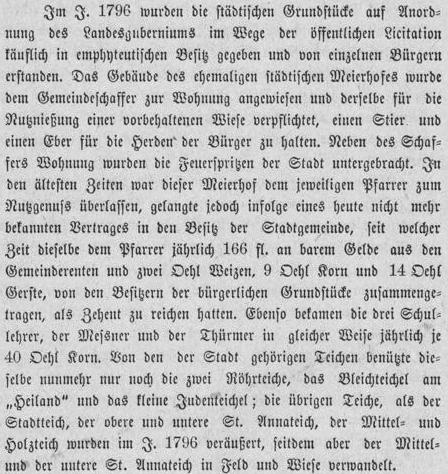 Im J. 1796 wurden die städtischen Grundstücke auf Anord-
nung des Landesguberniums im Wege der öffentlichen Licitation
käuflich in emphyteutischen Besitz gegeben und von einzelnen Bürgern
erstanden. Das Gebäude des ehemaligen städtischen Meierhofes wurde
dem Gemeindeschaffer zur Wohnung angewiesen und derselbe für die
Nutznießung einer vorbehaltenen Wiese verpflichtet, einen Stier und
einen Eber für die Herden der Bürger zu halten. Neben des Schaf-
fers Wohnung wurden die Feuerspritzen der Stadt untergebracht. In
den ältesten Zeiten war dieser Meierhof dem jeweiligen Pfarrer zum
Nutzgenuss überlassen, gelangte jedoch infolge eines heute nicht mehr
bekannten Vertrages in den Besitz der Stadtgemeinde, seit welcher
Zeit dieselbe dem Pfarrer jährlich 166 fl. an barem Gelde aus den
Gemeinderenten und zwei Oehl Weizen, 9 Oehl Korn und 14 Oehl
Gerste, von den Besitzern der bürgerlichen Grundstücke zusammenge-
tragen, als Zehent zu reichen hatten. Ebenso bekamen die drei Schul-
lehrer, der Messner und der Thürmer in gleicher Weise jährlich je
40 Oehl Korn. Von den der Stadt gehörigen Teichen benützte die-
selbe nunmehr nur noch die zwei Röhrteiche, das Bleichteichel am
„Heiland" und das kleine Judenteichel; die übrigen Teiche, als der
Stadtteich, der obere und untere St. Annateich, der Mittel- und
Holzteich wurden im J. 1796 veräußert, seitdem aber der Mittel-
und der untere St. Annateich in Feld und Wiese verwandelt.